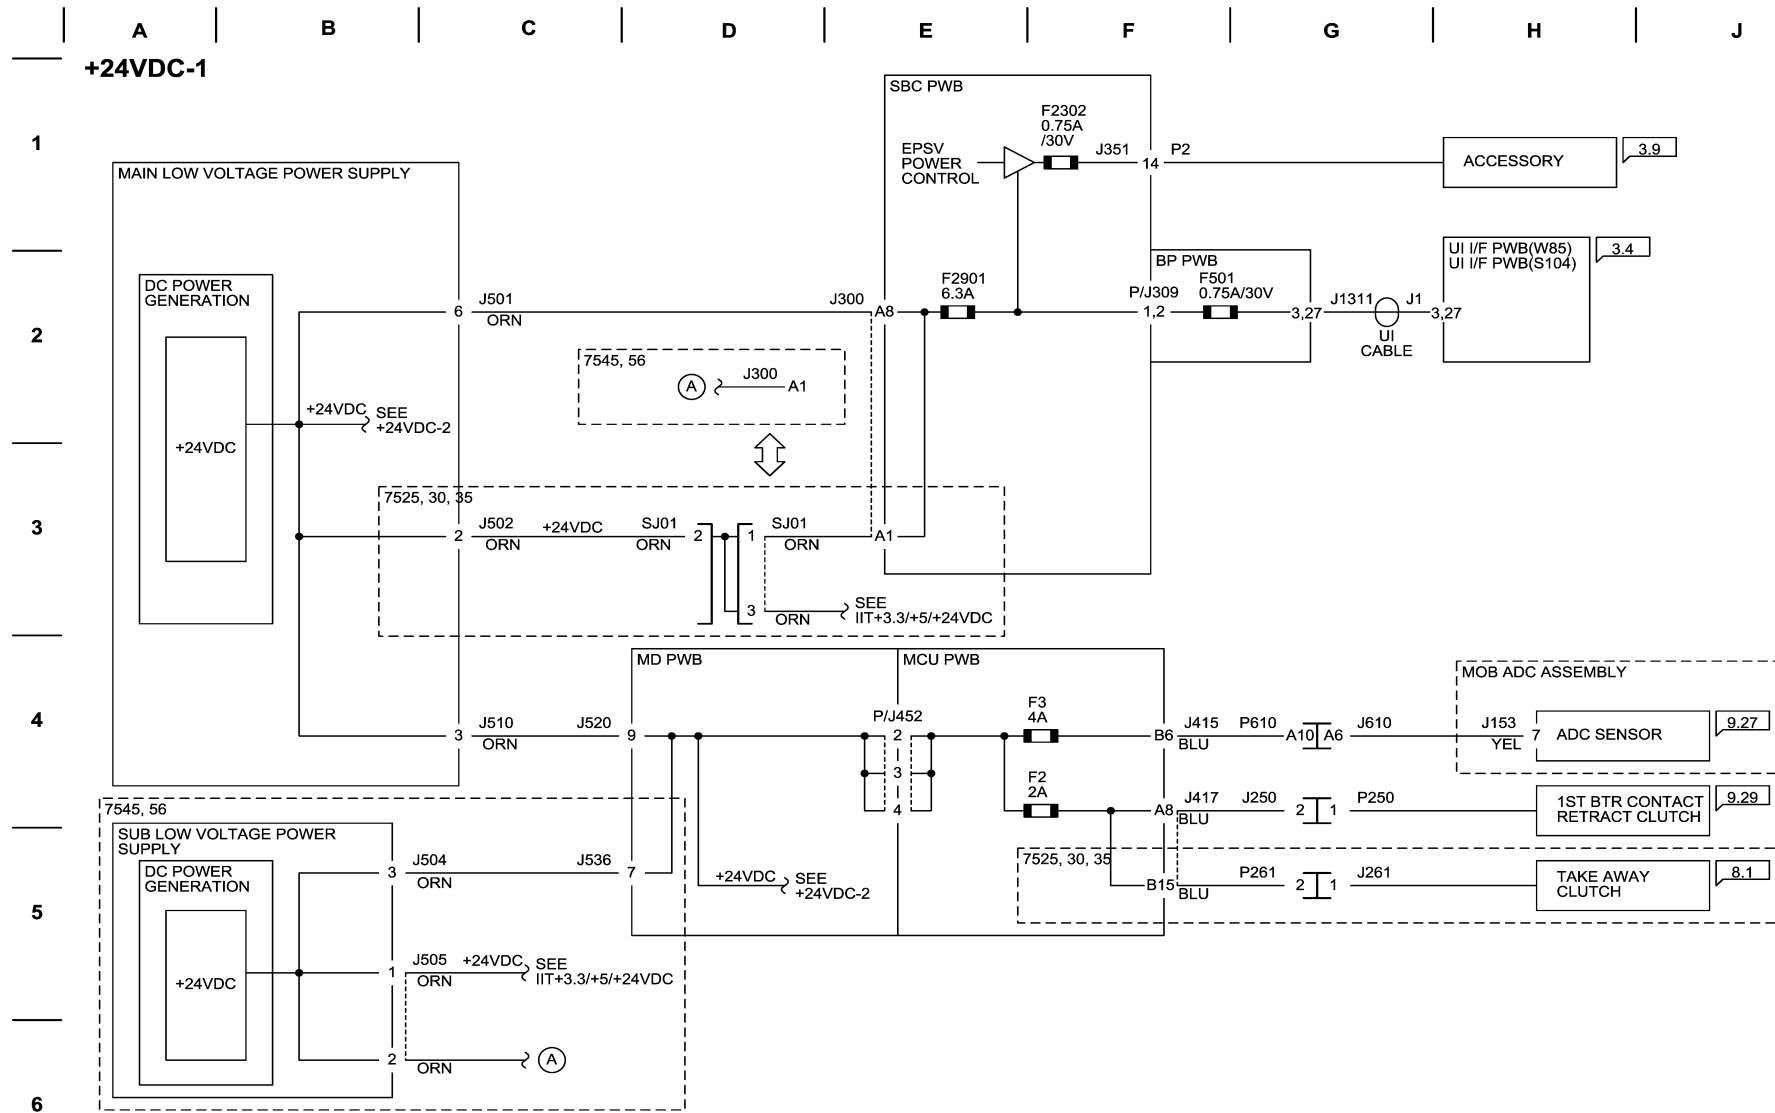 A B C D E F G H J
+24VDC-1
1
SBC PWB
F2302
0.75A
/30V
EPSV
POWER
CONTROL
J351
14
P2
ACCESSORY
3.9
MAIN LOW VOLTAGE POWER SUPPLY
2
DC POWER
GENERATION
+24VDC
+24VDC
SEE
+24VDC-2
6
J501
ORN
J300
A8
F2901
6.3A
BP PWB
P/J309
1,2
F501
0.75A/30V
3,27
J1311
UI
CABLE
J1
3,27
UI I/F PWB(W85)
UI I/F PWB(S104)
3.4
7545, 56
A
J300
A1
3
7525, 30, 35
2
J502
ORN
+24VDC
SJ01
ORN
2
1
3
SJ01
ORN
A1
ORN
SEE
IIT+3.3/+5/+24VDC
4
MD PWB
MCU PWB
3
J510
ORN
J520
9
P/J452
2
3
4
F3
4A
B6
J415
BLU
P610
A10
A6
J610
MOB ADC ASSEMBLY
J153
YEL
7
ADC SENSOR
9.27
F2
2A
A8
J417
BLU
J250
2
1
P250
1ST BTR CONTACT
RETRACT CLUTCH
9.29
5
7545, 56
SUB LOW VOLTAGE POWER
SUPPLY
DC POWER
GENERATION
+24VDC
3
J504
ORN
J536
7
+24VDC
SEE
+24VDC-2
7525, 30, 35
B15
BLU
P261
2
1
J261
TAKE AWAY
CLUTCH
8.1
1
J505
ORN
+24VDC
SEE
IIT+3.3/+5/+24VDC
6
2
ORN
A